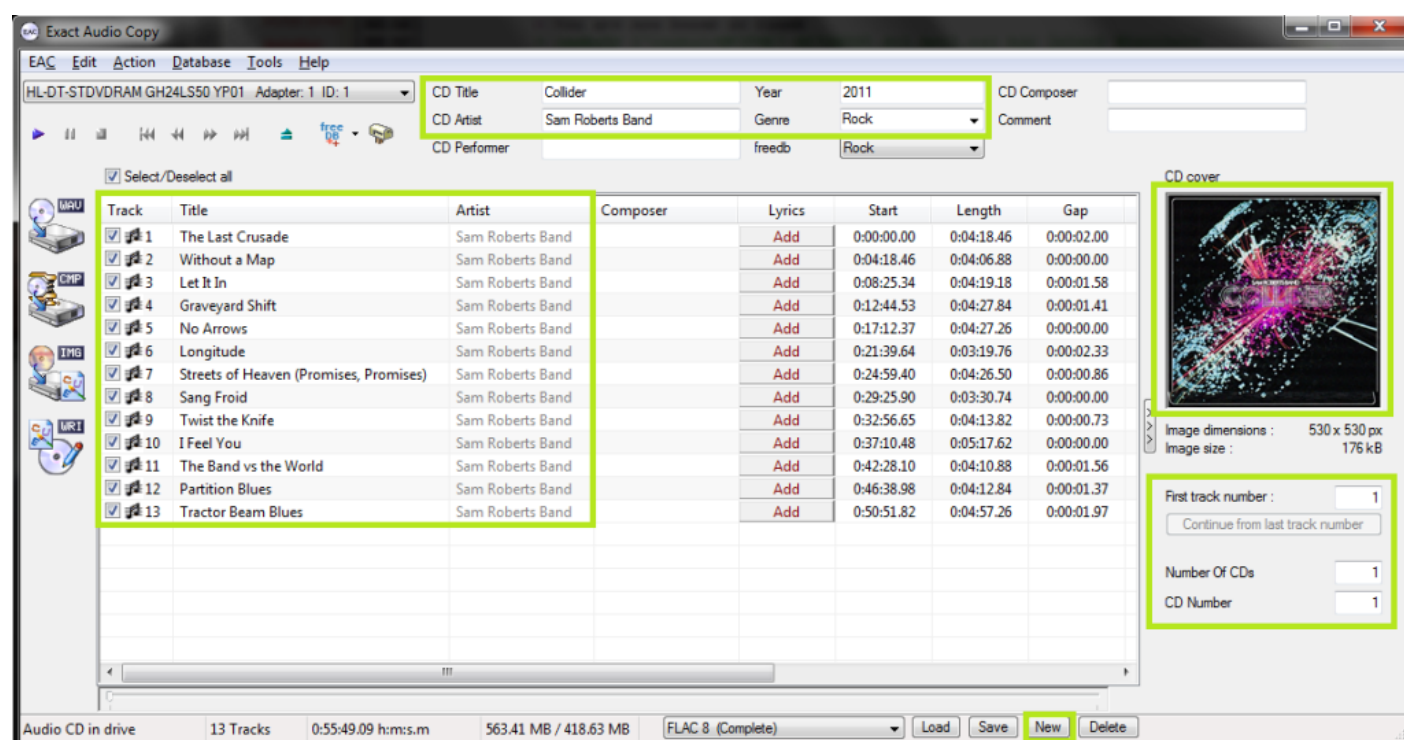 Exact Audio Copy
EAC Edit Action Database Tools Help
HL-DT-STDVDRAM GH24LS50 YP01 Adapter: 1 ID: 1
CD Title Collider Year 2011 CD Composer
CD Artist Sam Roberts Band Genre Rock Comment
CD Performer freedb Rock
free DB
Select/Deselect all
CD cover
WAV
CMP
IMG
WRI
Track Title Artist Composer Lyrics Start Length Gap
1 The Last Crusade Sam Roberts Band Add 0:00:00.00 0:04:18.46 0:00:02.00
2 Without a Map Sam Roberts Band Add 0:04:18.46 0:04:06.88 0:00:00.00
3 Let It In Sam Roberts Band Add 0:08:25.34 0:04:19.18 0:00:01.58
4 Graveyard Shift Sam Roberts Band Add 0:12:44.53 0:04:27.84 0:00:01.41
5 No Arrows Sam Roberts Band Add 0:17:12.37 0:04:27.26 0:00:00.00
6 Longitude Sam Roberts Band Add 0:21:39.64 0:03:19.76 0:00:02.33
7 Streets of Heaven (Promises, Promises) Sam Roberts Band Add 0:24:59.40 0:04:26.50 0:00:00.86
8 Sang Froid Sam Roberts Band Add 0:29:25.90 0:03:30.74 0:00:00.00
9 Twist the Knife Sam Roberts Band Add 0:32:56.65 0:04:13.82 0:00:00.73
10 I Feel You Sam Roberts Band Add 0:37:10.48 0:05:17.62 0:00:00.00
11 The Band vs the World Sam Roberts Band Add 0:42:28.10 0:04:10.88 0:00:01.56
12 Partition Blues Sam Roberts Band Add 0:46:38.98 0:04:12.84 0:00:01.37
13 Tractor Beam Blues Sam Roberts Band Add 0:50:51.82 0:04:57.26 0:00:01.97
COLLIDER
Image dimensions : 530 x 530 px
Image size : 176 kB
First track number : 1
Continue from last track number
Number Of CDs 1
CD Number 1
Audio CD in drive 13 Tracks 0:55:49.09 h:m:s.m 563.41 MB / 418.63 MB FLAC 8 (Complete) Load Save New Delete